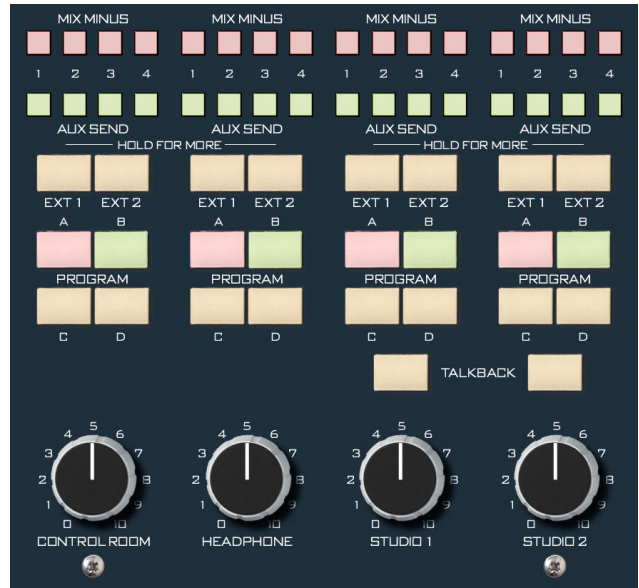 MIX MINUS MIX MINUS MIX MINUS MIX MINUS
1 2 3 4 1 2 3 4 1 2 3 4 1 2 3 4
AUX SEND AUX SEND AUX SEND AUX SEND
HOLD FOR MORE HOLD FOR MORE
EXT 1 EXT 2 EXT 1 EXT 2 EXT 1 EXT 2 EXT 1 EXT 2
A B A B A B A B
PROGRAM PROGRAM PROGRAM PROGRAM
C D C D C D C D
TALKBACK
0 1 2 3 4 5 6 7 8 9 10 0 1 2 3 4 5 6 7 8 9 10 0 1 2 3 4 5 6 7 8 9 10 0 1 2 3 4 5 6 7 8 9 10
CONTROL ROOM HEADPHONE STUDIO 1 STUDIO 2